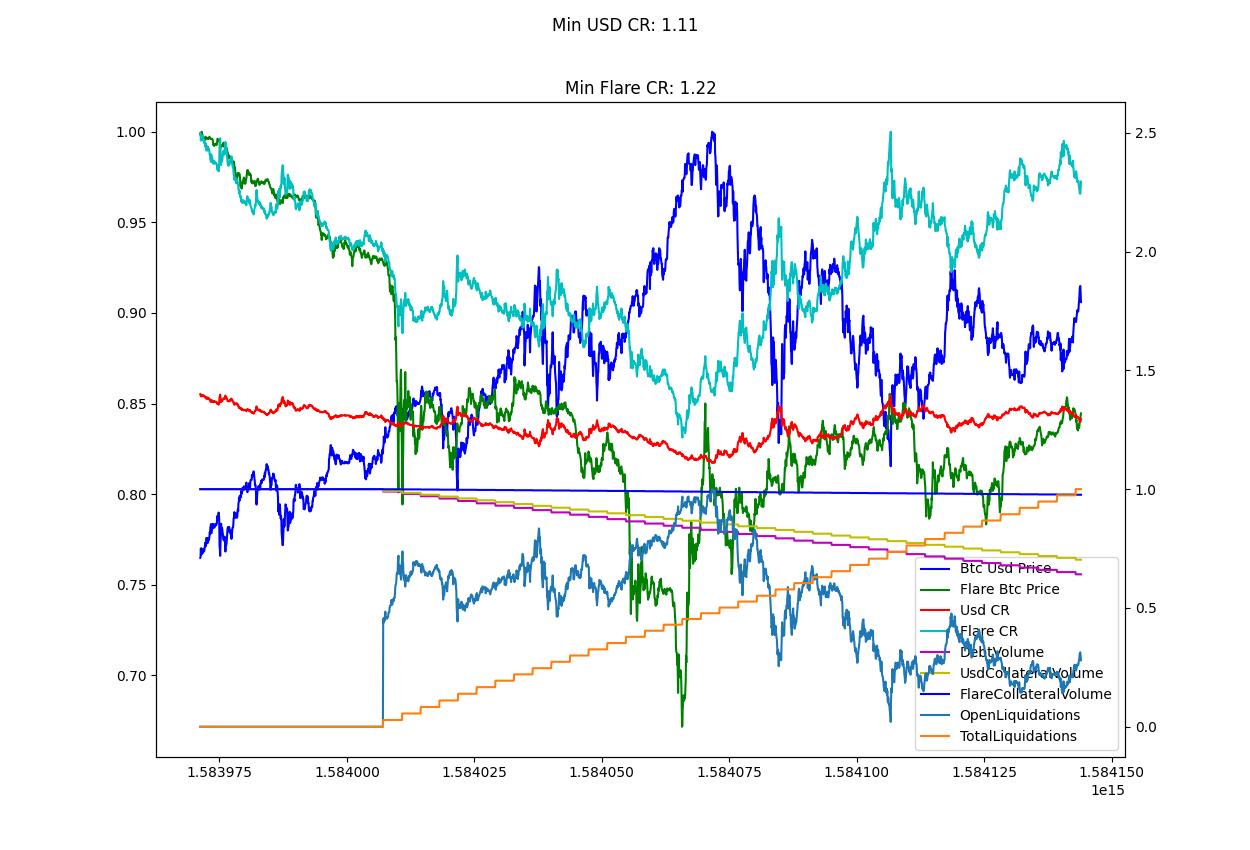 Min USD CR: 1.11
Min Flare CR: 1.22
1.00
0.95
0.90
0.85
0.80
0.75
0.70
2.5
2.0
1.5
1.0
0.5
0.0
Btc Usd Price
Flare Btc Price
Usd CR
Flare CR
DebtVolume
UsdCollateralVolume
FlareCollateralVolume
OpenLiquidations
TotalLiquidations
1.583975 1.584000 1.584025 1.584050 1.584075 1.584100 1.584125 1.584150
1e15